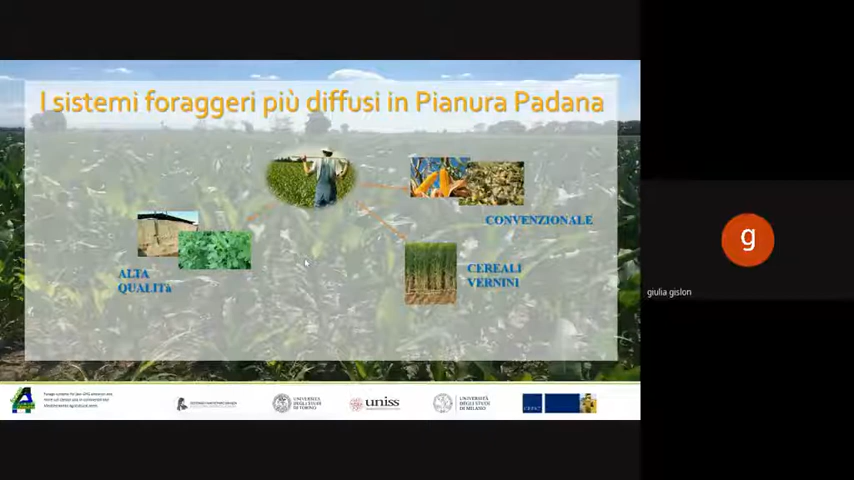 I sistemi foraggeri più diffusi in Pianura Padana
CONVENZIONALE
ALTA
QUALITà
CEREALI
VERNINI
g
giulia gislon
UNIVERSITÀ
DEGLI STUDI
DI TORINO
uniss
UNIVERSITÀ
DEGLI STUDI
DI MILANO